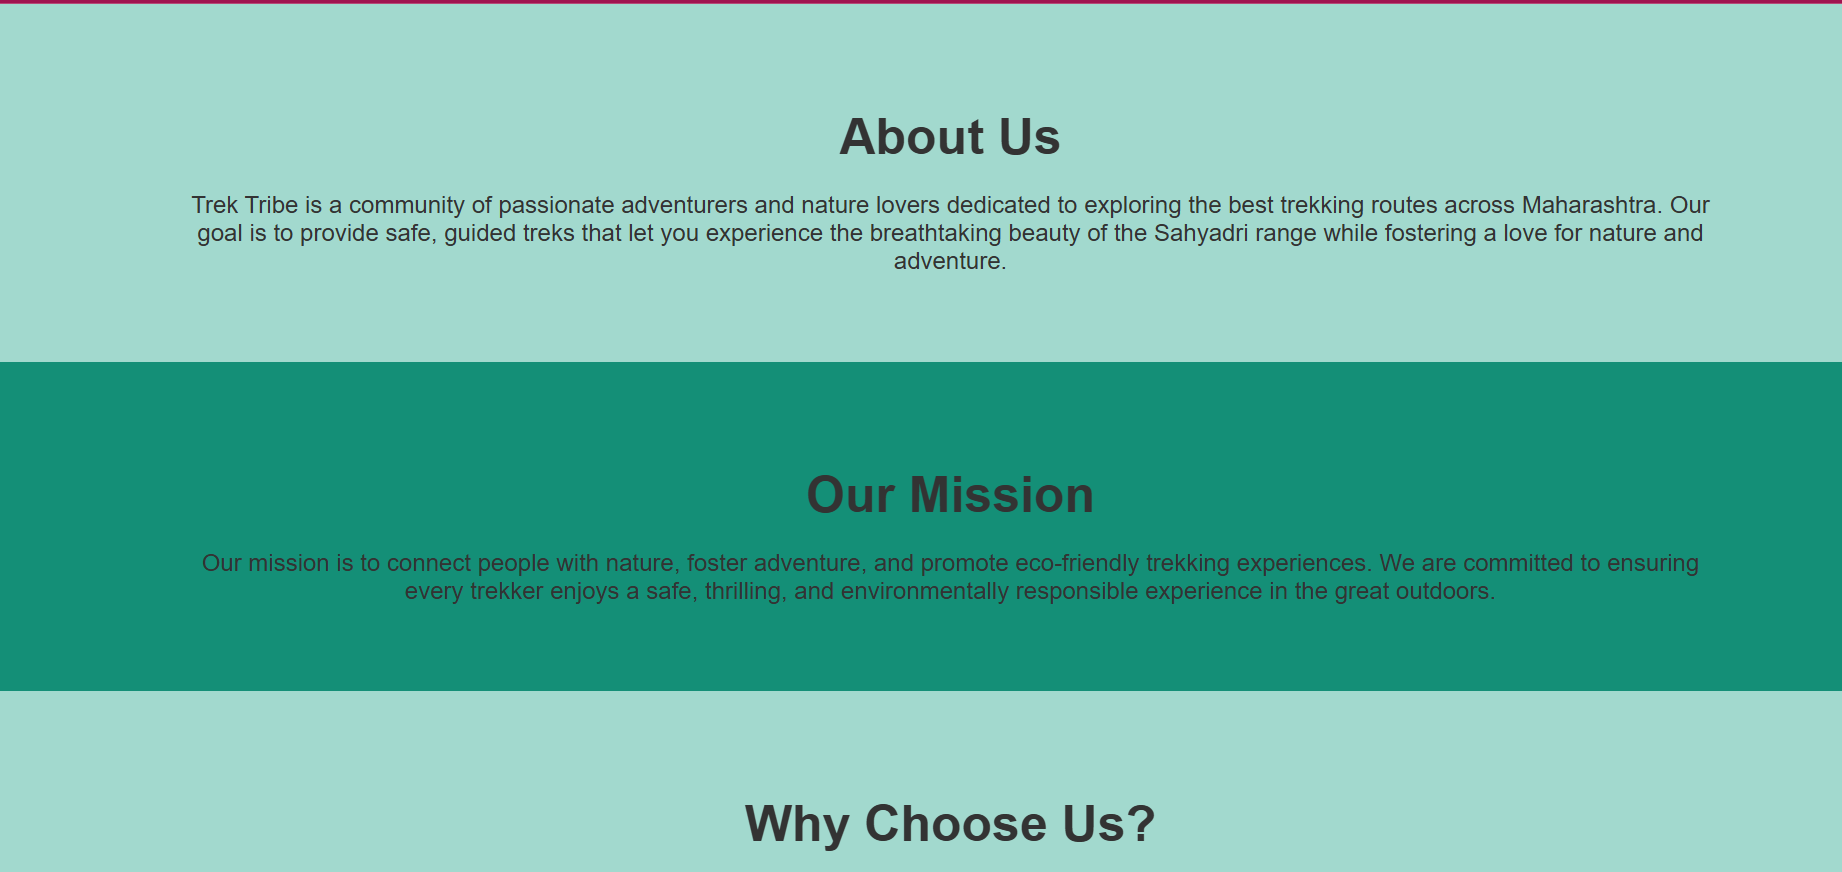 About Us
Trek Tribe is a community of passionate adventurers and nature lovers dedicated to exploring the best trekking routes across Maharashtra. Our
goal is to provide safe, guided treks that let you experience the breathtaking beauty of the Sahyadri range while fostering a love for nature and
adventure.
Our Mission
Our mission is to connect people with nature, foster adventure, and promote eco-friendly trekking experiences. We are committed to ensuring
every trekker enjoys a safe, thrilling, and environmentally responsible experience in the great outdoors.
Why Choose Us?